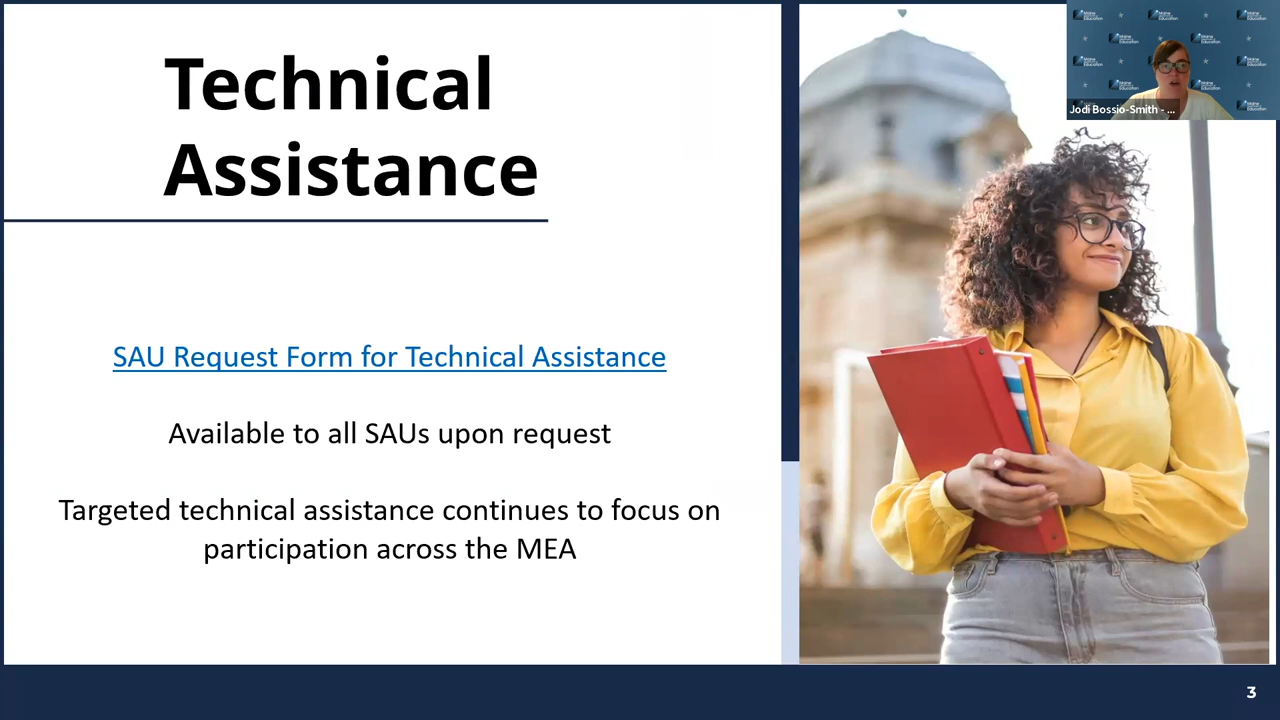 Technical
Assistance
SAU Request Form for Technical Assistance
Available to all SAUs upon request
Targeted technical assistance continues to focus on
participation across the MEA
Jodi Bossio-Smith - ...
3